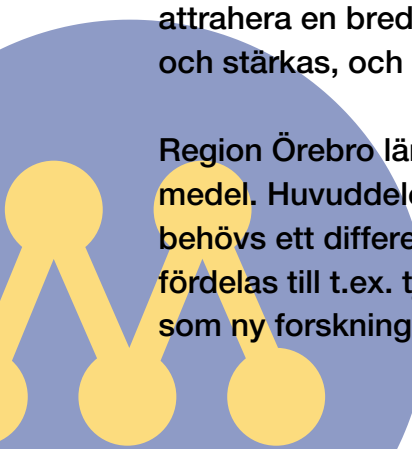 attrahera en bred
och stärkas, och
Region Örebro län
medel. Huvuddel
behövs ett differe
fördelas till t.ex. t
som ny forskning